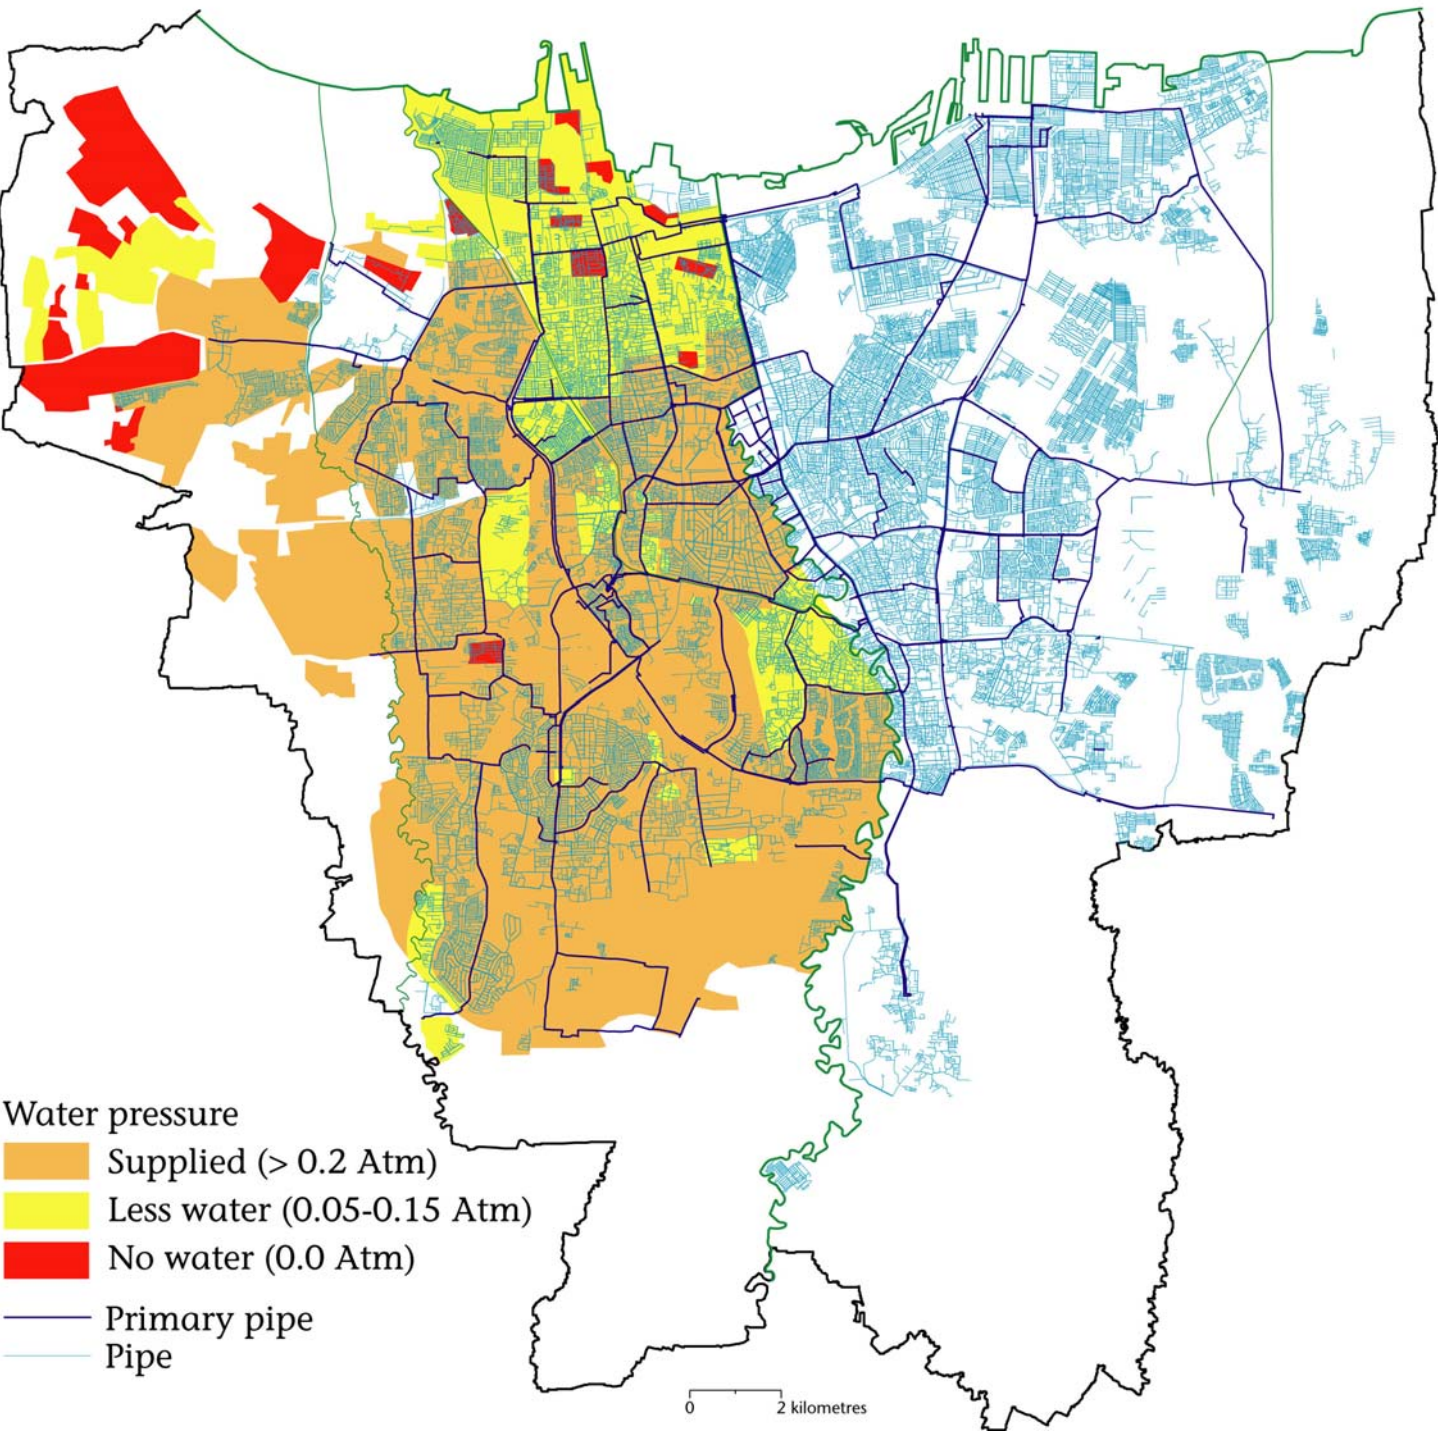 Water pressure
Supplied (> 0.2 Atm)
Less water (0.05-0.15 Atm)
No water (0.0 Atm)
Primary pipe
Pipe
0 2 kilometres